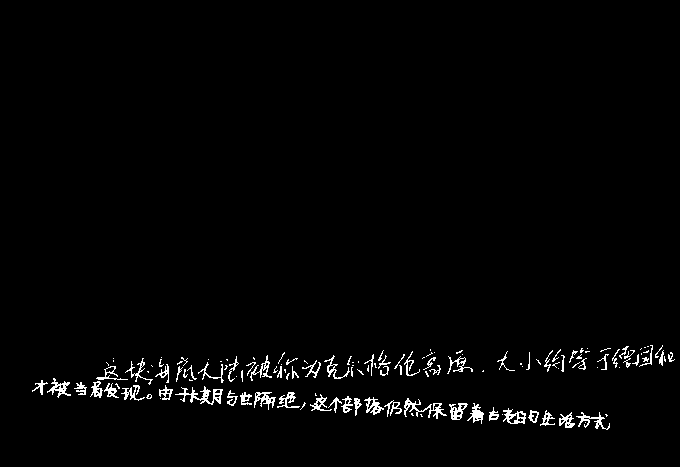 这块海底大陆被称为克尔格伦高原，大小约等于德国和
才被当局发现。由于长期与世隔绝，这个部落仍然保留着古老的生活方式